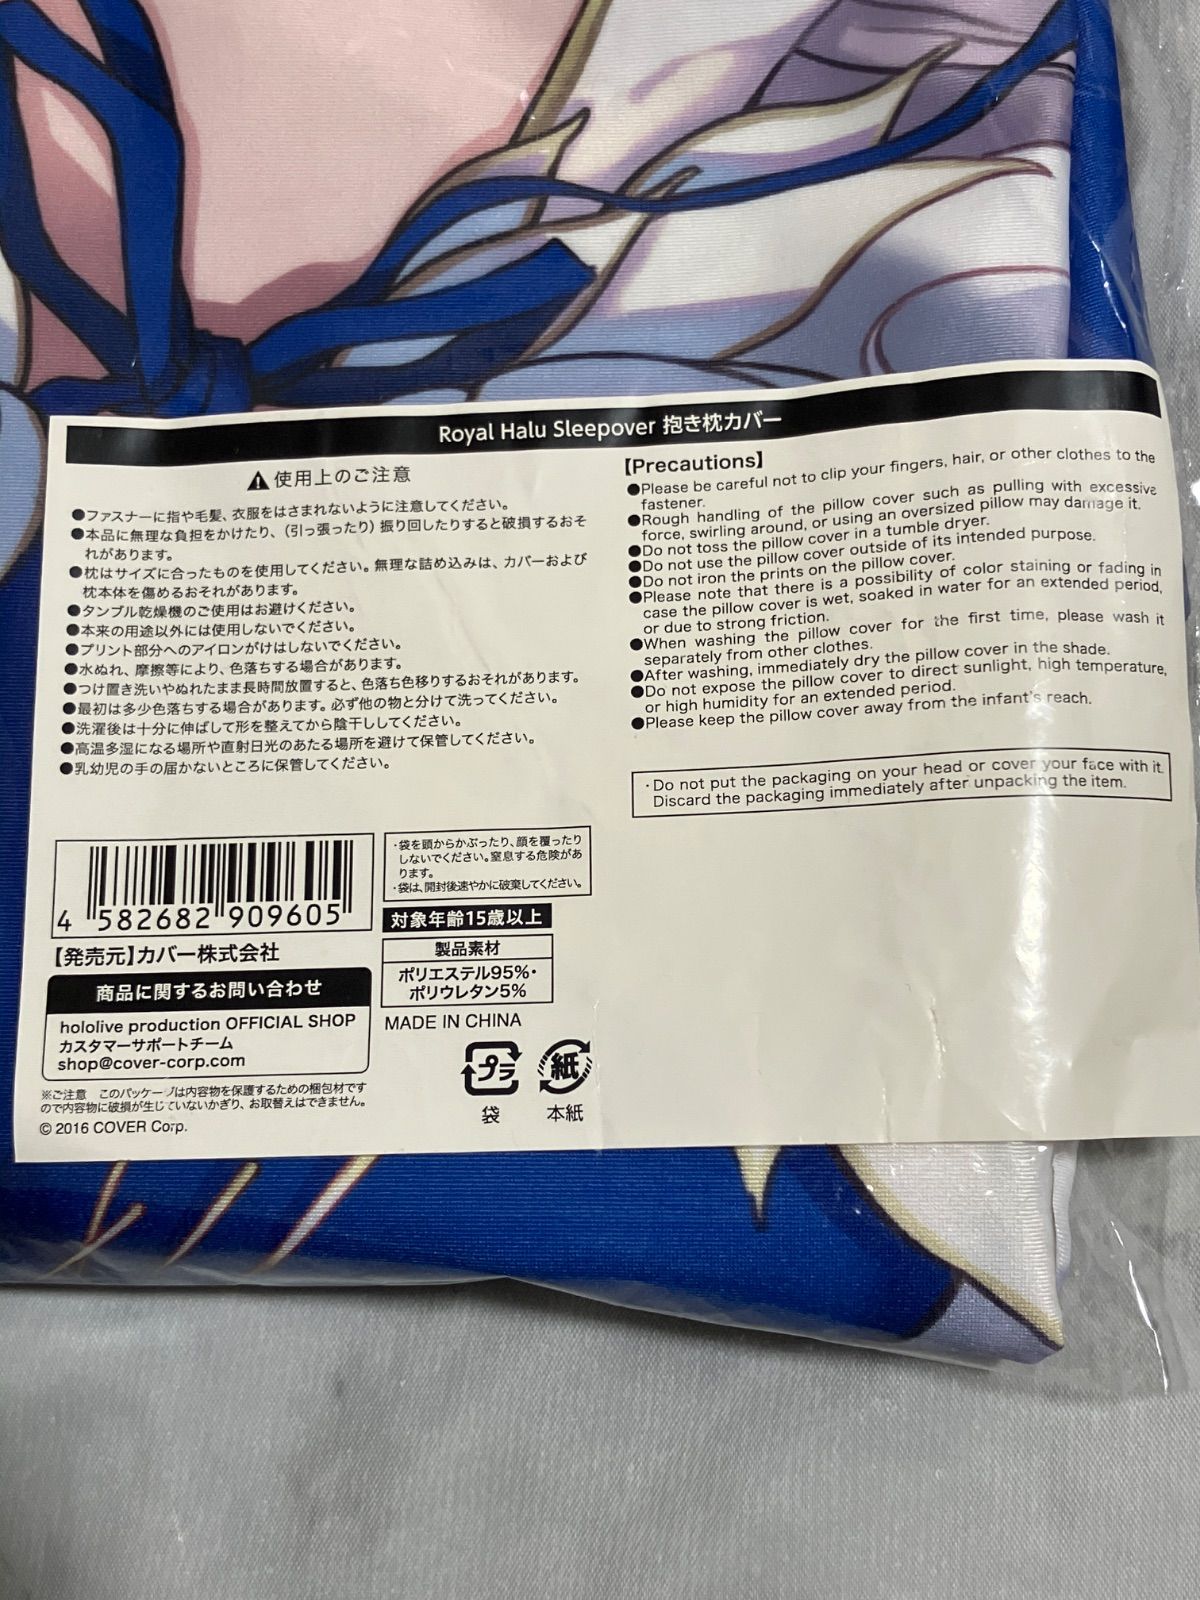 Royal Halu Sleepover 抱き枕カバー
⚠使用上のご注意
●ファスナーに指や毛髪、衣服をはさまれないように注意してください。
●本品に無理な負担をかけたり、(引っ張ったり)振り回したりすると破損するおそ
れがあります。
●枕はサイズに合ったものを使用してください。無理な詰め込みは、カバーおよび
枕本体を傷めるおそれがあります。
●タンブル乾燥機のご使用はお避けください。
●本来の用途以外には使用しないでください。
●プリント部分へのアイロンがけはしないでください。
●水ぬれ、摩擦等により、色落ちする場合があります。
●つけ置き洗いやぬれたまま長時間放置すると、色落ち色移りするおそれがあります。
●最初は多少色落ちする場合があります。必ず他の物と分けて洗ってください。
●洗濯後は十分に伸ばして形を整えてから陰干ししてください。
●高温多湿になる場所や直射日光のあたる場所を避けて保管してください。
●乳幼児の手の届かないところに保管してください。
【Precautions】
●Please be careful not to clip your fingers, hair, or other clothes to the
fastener.
●Rough handling of the pillow cover such as pulling with excessive
force, swirling around, or using an oversized pillow may damage it.
●Do not toss the pillow cover in a tumble dryer.
●Do not use the pillow cover outside of its intended purpose.
●Do not iron the prints on the pillow cover.
●Please note that there is a possibility of color staining or fading in
case the pillow cover is wet, soaked in water for an extended period,
or due to strong friction.
●When washing the pillow cover for the first time, please wash it
separately from other clothes.
●After washing, immediately dry the pillow cover in the shade.
●Do not expose the pillow cover to direct sunlight, high temperature,
or high humidity for an extended period.
●Please keep the pillow cover away from the infant's reach.
・Do not put the packaging on your head or cover your face with it.
Discard the packaging immediately after unpacking the item.
4 582682 909605
【発売元】カバー株式会社
商品に関するお問い合わせ
hololive production OFFICIAL SHOP
カスタマーサポートチーム
shop@cover-corp.com
※ご注意 このパッケージは内容物を保護するための梱包材です
ので内容物に破損が生じていないかぎり、お取替えはできません。
© 2016 COVER Corp.
・袋を頭からかぶったり、顔を覆ったり
しないでください。窒息する危険があ
ります。
・袋は、開封後速やかに破棄してください。
対象年齢15歳以上
製品素材
ポリエステル95%・
ポリウレタン5%
MADE IN CHINA
プラ 紙
袋 本紙